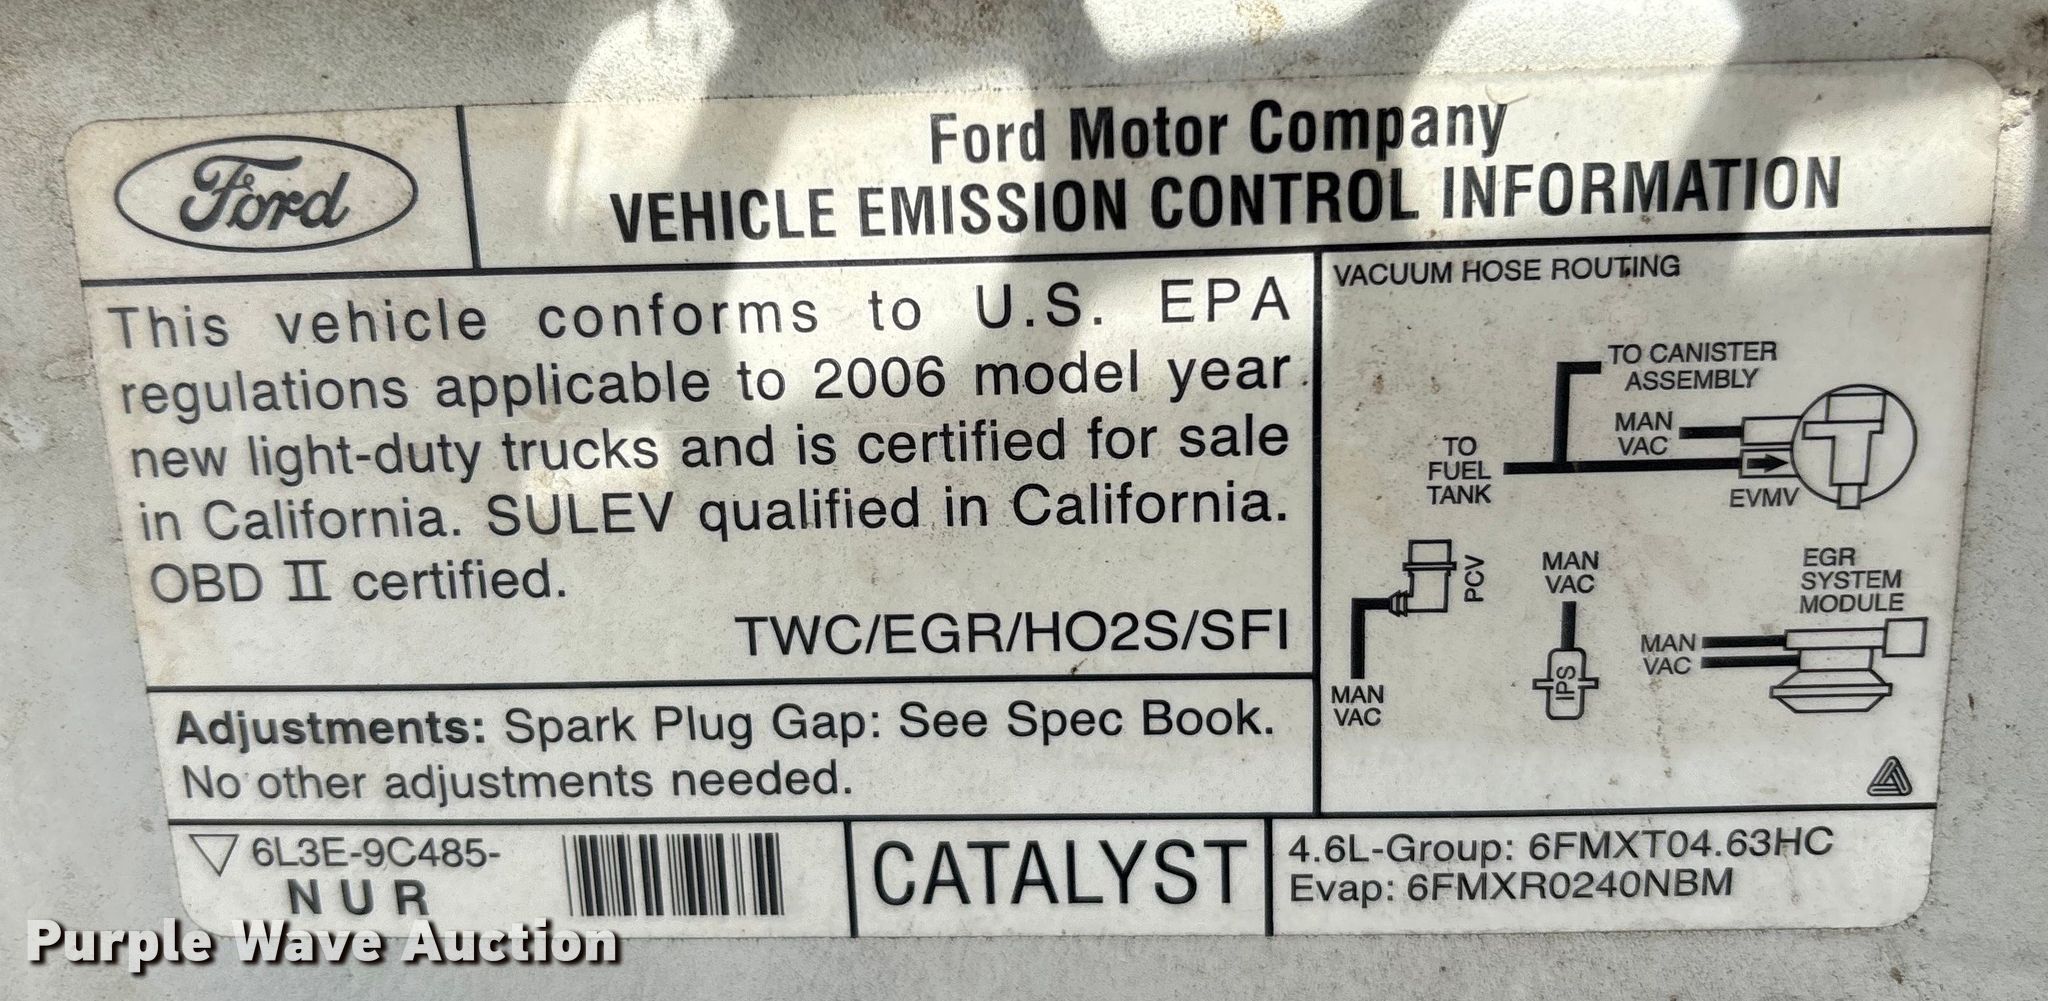 Ford
Ford Motor Company
VEHICLE EMISSION CONTROL INFORMATION
This vehicle conforms to U.S. EPA
regulations applicable to 2006 model year
new light-duty trucks and is certified for sale
in California. SULEV qualified in California.
OBD II certified.
TWC/EGR/HO2S/SFI
Adjustments: Spark Plug Gap: See Spec Book.
No other adjustments needed.
VACUUM HOSE ROUTING
TO CANISTER
ASSEMBLY
MAN
VAC
TO
FUEL
TANK
EVMV
PCV
MAN
VAC
MAN
VAC
IPS
EGR
SYSTEM
MODULE
MAN
VAC
6L3E-9C485-
NUR
CATALYST
4.6L-Group: 6FMXT04.63HC
Evap: 6FMXR0240NBM
Purple Wave Auction